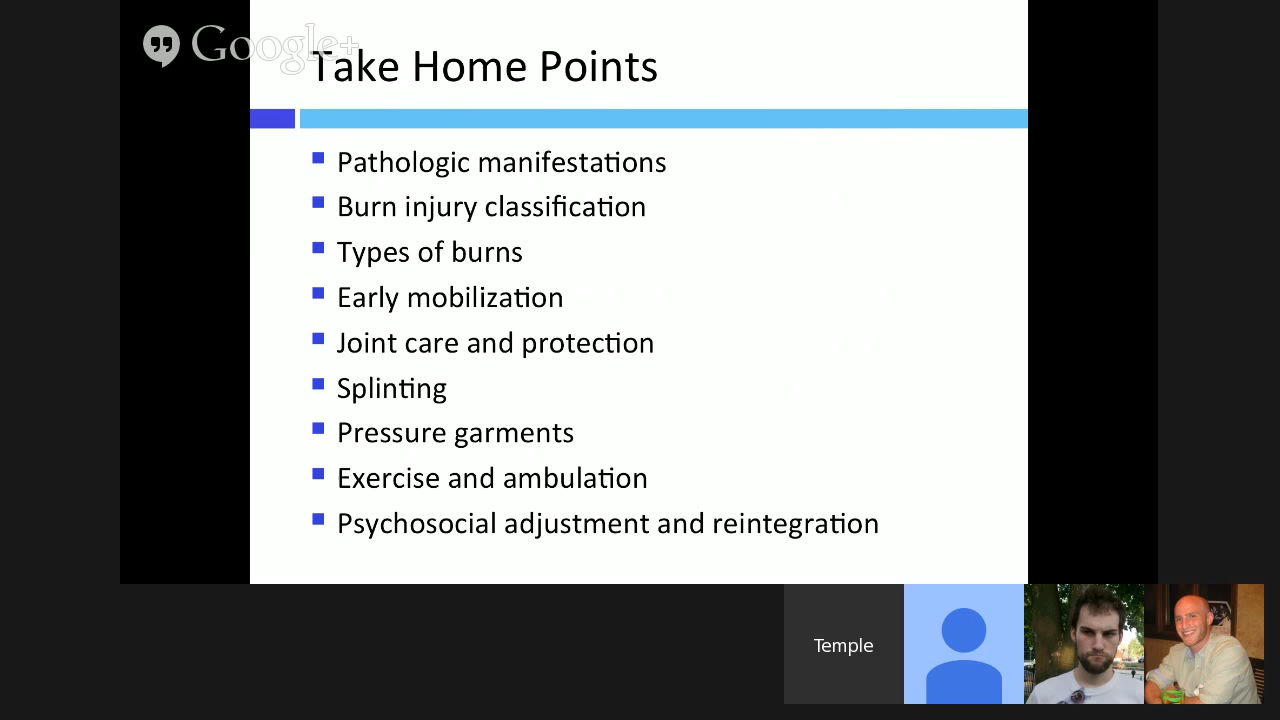 Google+
Take Home Points
Pathologic manifestations
Burn injury classification
Types of burns
Early mobilization
Joint care and protection
Splinting
Pressure garments
Exercise and ambulation
Psychosocial adjustment and reintegration
Temple